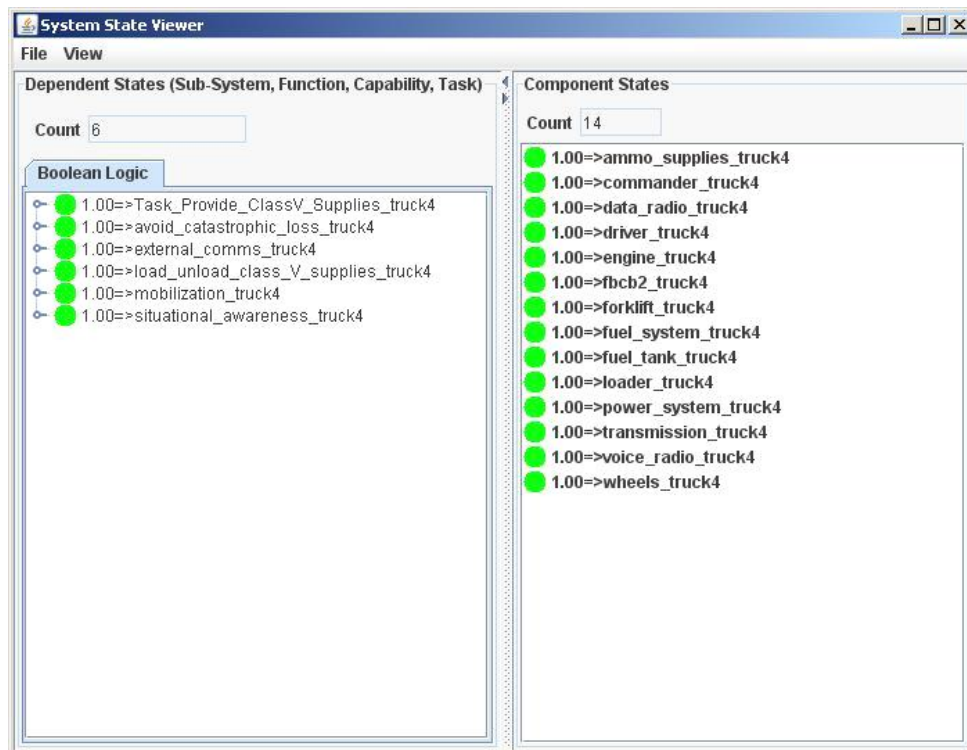 System State Viewer
File View
Dependent States (Sub-System, Function, Capability, Task)
Count 6
Boolean Logic
1.00=>Task_Provide_ClassV_Supplies_truck4
1.00=>avoid_catastrophic_loss_truck4
1.00=>external_comms_truck4
1.00=>load_unload_class_V_supplies_truck4
1.00=>mobilization_truck4
1.00=>situational_awareness_truck4
Component States
Count 14
1.00=>ammo_supplies_truck4
1.00=>commander_truck4
1.00=>data_radio_truck4
1.00=>driver_truck4
1.00=>engine_truck4
1.00=>fbcb2_truck4
1.00=>forklift_truck4
1.00=>fuel_system_truck4
1.00=>fuel_tank_truck4
1.00=>loader_truck4
1.00=>power_system_truck4
1.00=>transmission_truck4
1.00=>voice_radio_truck4
1.00=>wheels_truck4